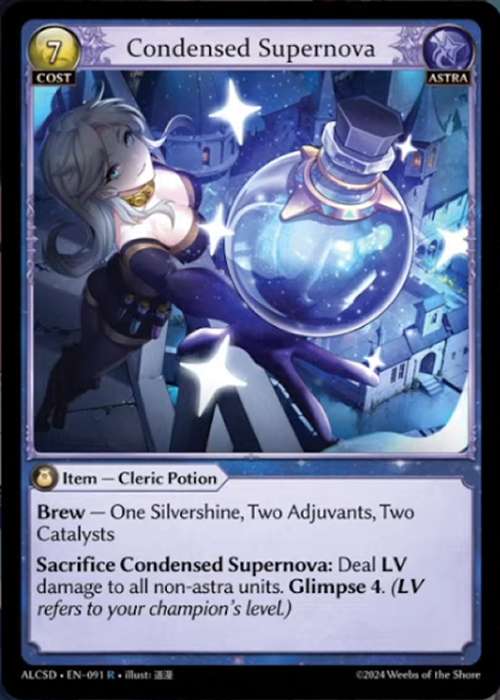 7
Condensed Supernova
COST
ASTRA
Item — Cleric Potion
Brew — One Silvershine, Two Adjuvants, Two
Catalysts
Sacrifice Condensed Supernova: Deal LV
damage to all non-astra units. Glimpse 4. (LV
refers to your champion's level.)
ALCSD • EN-091 R • illust:
©2024 Weebs of the Shore